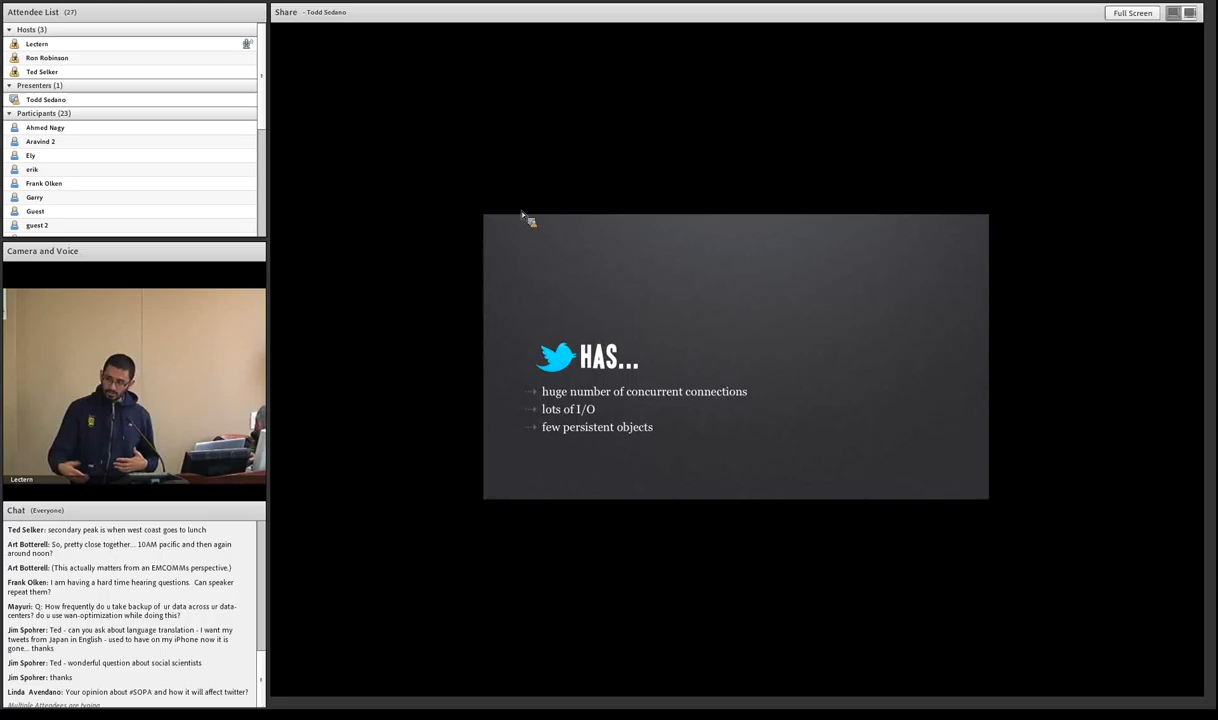 Attendee List (27)
Hosts (3)
Lectern
Ron Robinson
Ted Selker
Presenters (1)
Todd Sedano
Participants (23)
Ahmed Nagy
Aravind 2
Ely
erik
Frank Olken
Garry
Guest
guest 2
Camera and Voice
Lectern
Chat (Everyone)
Ted Selker: secondary peak is when west coast goes to lunch
Art Botterell: So, pretty close together... 10AM pacific and then again
around noon?
Art Botterell: (This actually matters from an EMCOMMs perspective.)
Frank Olken: I am having a hard time hearing questions. Can speaker
repeat them?
Mayuri: Q: How frequently do u take backup of ur data across ur data-
centers? do u use wan-optimization while doing this?
Jim Spohrer: Ted - can you ask about language translation - I want my
tweets from Japan in English - used to have on my iPhone now it is
gone... thanks
Jim Spohrer: Ted - wonderful question about social scientists
Jim Spohrer: thanks
Linda Avendano: Your opinion about #SOPA and how it will affect twitter?
Multiple Attendees are typing
Share - Todd Sedano
Full Screen
HAS...
huge number of concurrent connections
lots of I/O
few persistent objects